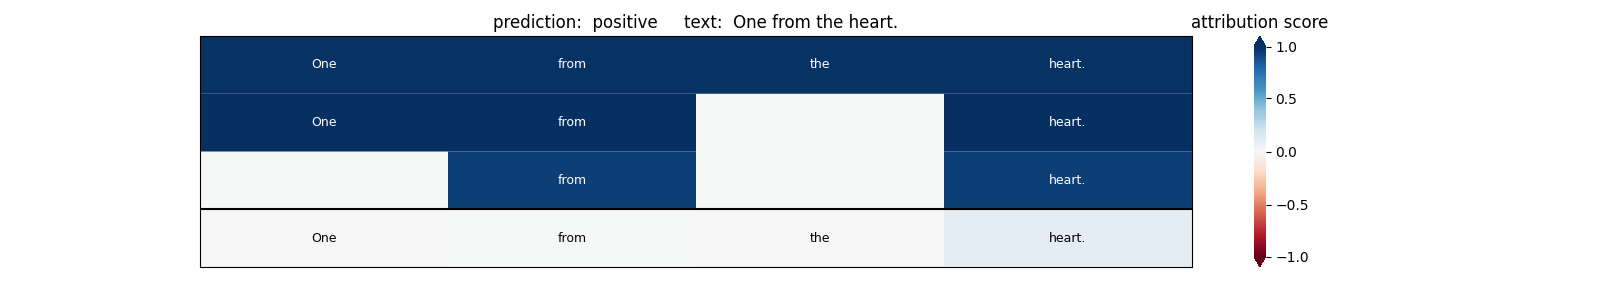 prediction:  positive     text:  One from the heart.
attribution score
One from the heart.
One from heart.
from heart.
One from the heart.
1.0
0.5
0.0
−0.5
−1.0